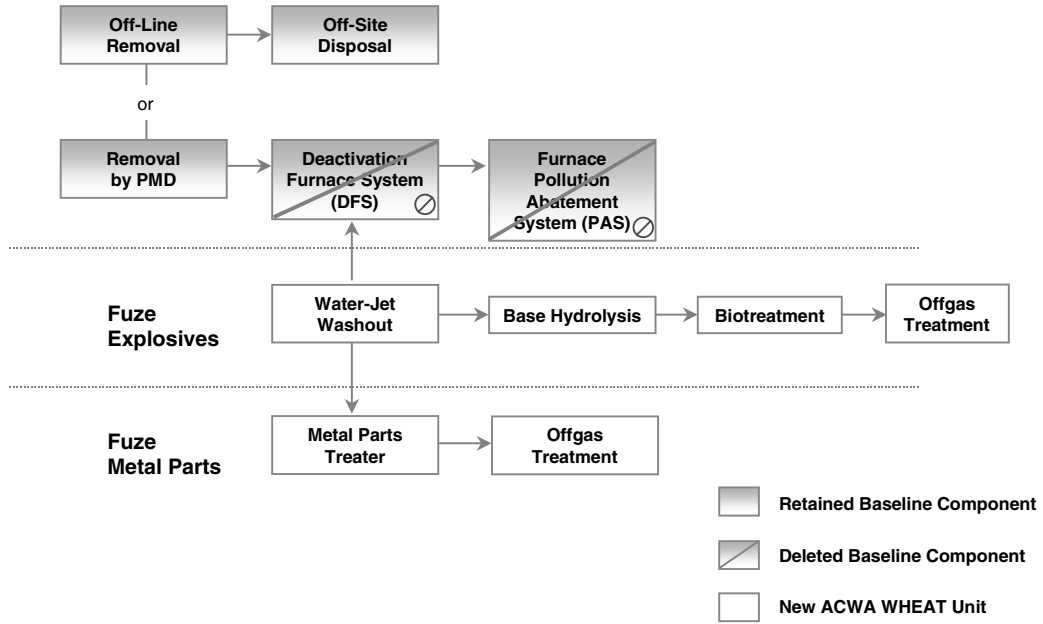 Off-Line
Removal
Off-Site
Disposal
or
Removal
by PMD
Deactivation
Furnace System
(DFS)
Furnace
Pollution
Abatement
System (PAS)
Fuze
Explosives
Water-Jet
Washout
Base Hydrolysis
Biotreatment
Offgas
Treatment
Fuze
Metal Parts
Metal Parts
Treater
Offgas
Treatment
Retained Baseline Component
Deleted Baseline Component
New ACWA WHEAT Unit